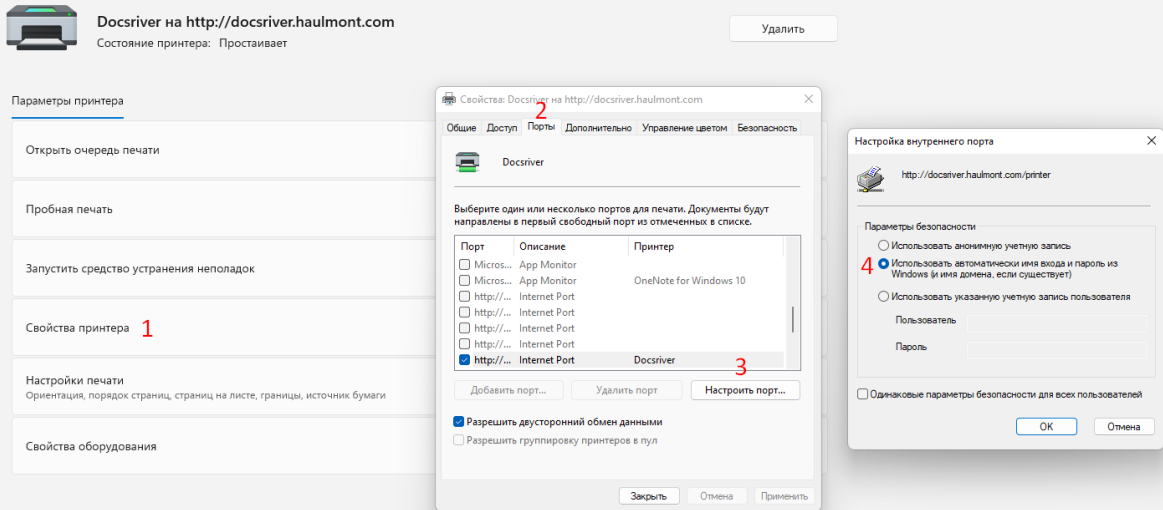 Docsriver на http://docsriver.haulmont.com
Состояние принтера: Простаивает
Удалить
Параметры принтера
Открыть очередь печати
Пробная печать
Запустить средство устранения неполадок
Свойства принтера 1
Настройки печати
Ориентация, порядок страниц, страниц на листе, границы, источник бумаги
Свойства оборудования
Свойства: Docsriver на http://docsriver.haulmont.com
2
Общие Доступ Порты Дополнительно Управление цветом Безопасность
Docsriver
Выберите один или несколько портов для печати. Документы будут
направлены в первый свободный порт из отмеченных в списке.
Порт Описание Принтер
Micros... App Monitor
Micros... App Monitor OneNote for Windows 10
http://... Internet Port
http://... Internet Port
http://... Internet Port
http://... Internet Port
http://... Internet Port Docsriver
3
Добавить порт... Удалить порт Настроить порт...
Разрешить двусторонний обмен данными
Разрешить группировку принтеров в пул
Закрыть Отмена Применить
Настройка внутреннего порта
http://docsriver.haulmont.com/printer
Параметры безопасности
Использовать анонимную учетную запись
4 Использовать автоматически имя входа и пароль из
Windows (и имя домена, если существует)
Использовать указанную учетную запись пользователя
Пользователь
Пароль
Одинаковые параметры безопасности для всех пользователей
OK Отмена